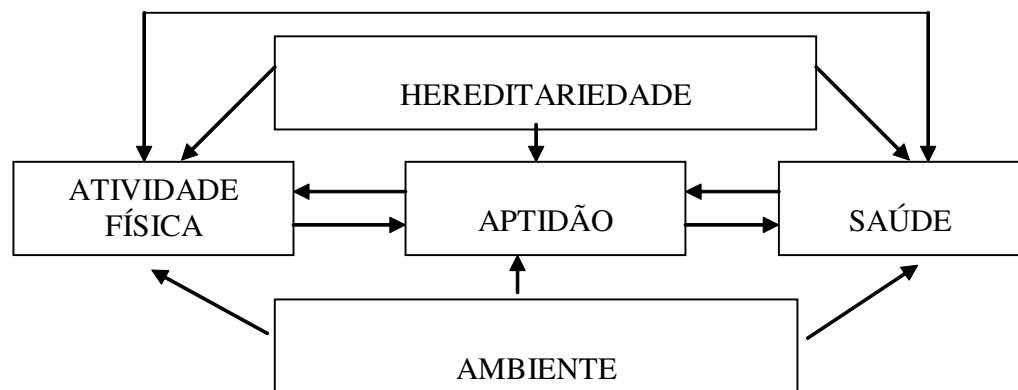 HEREDITARIEDADE
ATIVIDADE
FÍSICA
APTIDÃO
SAÚDE
AMBIENTE